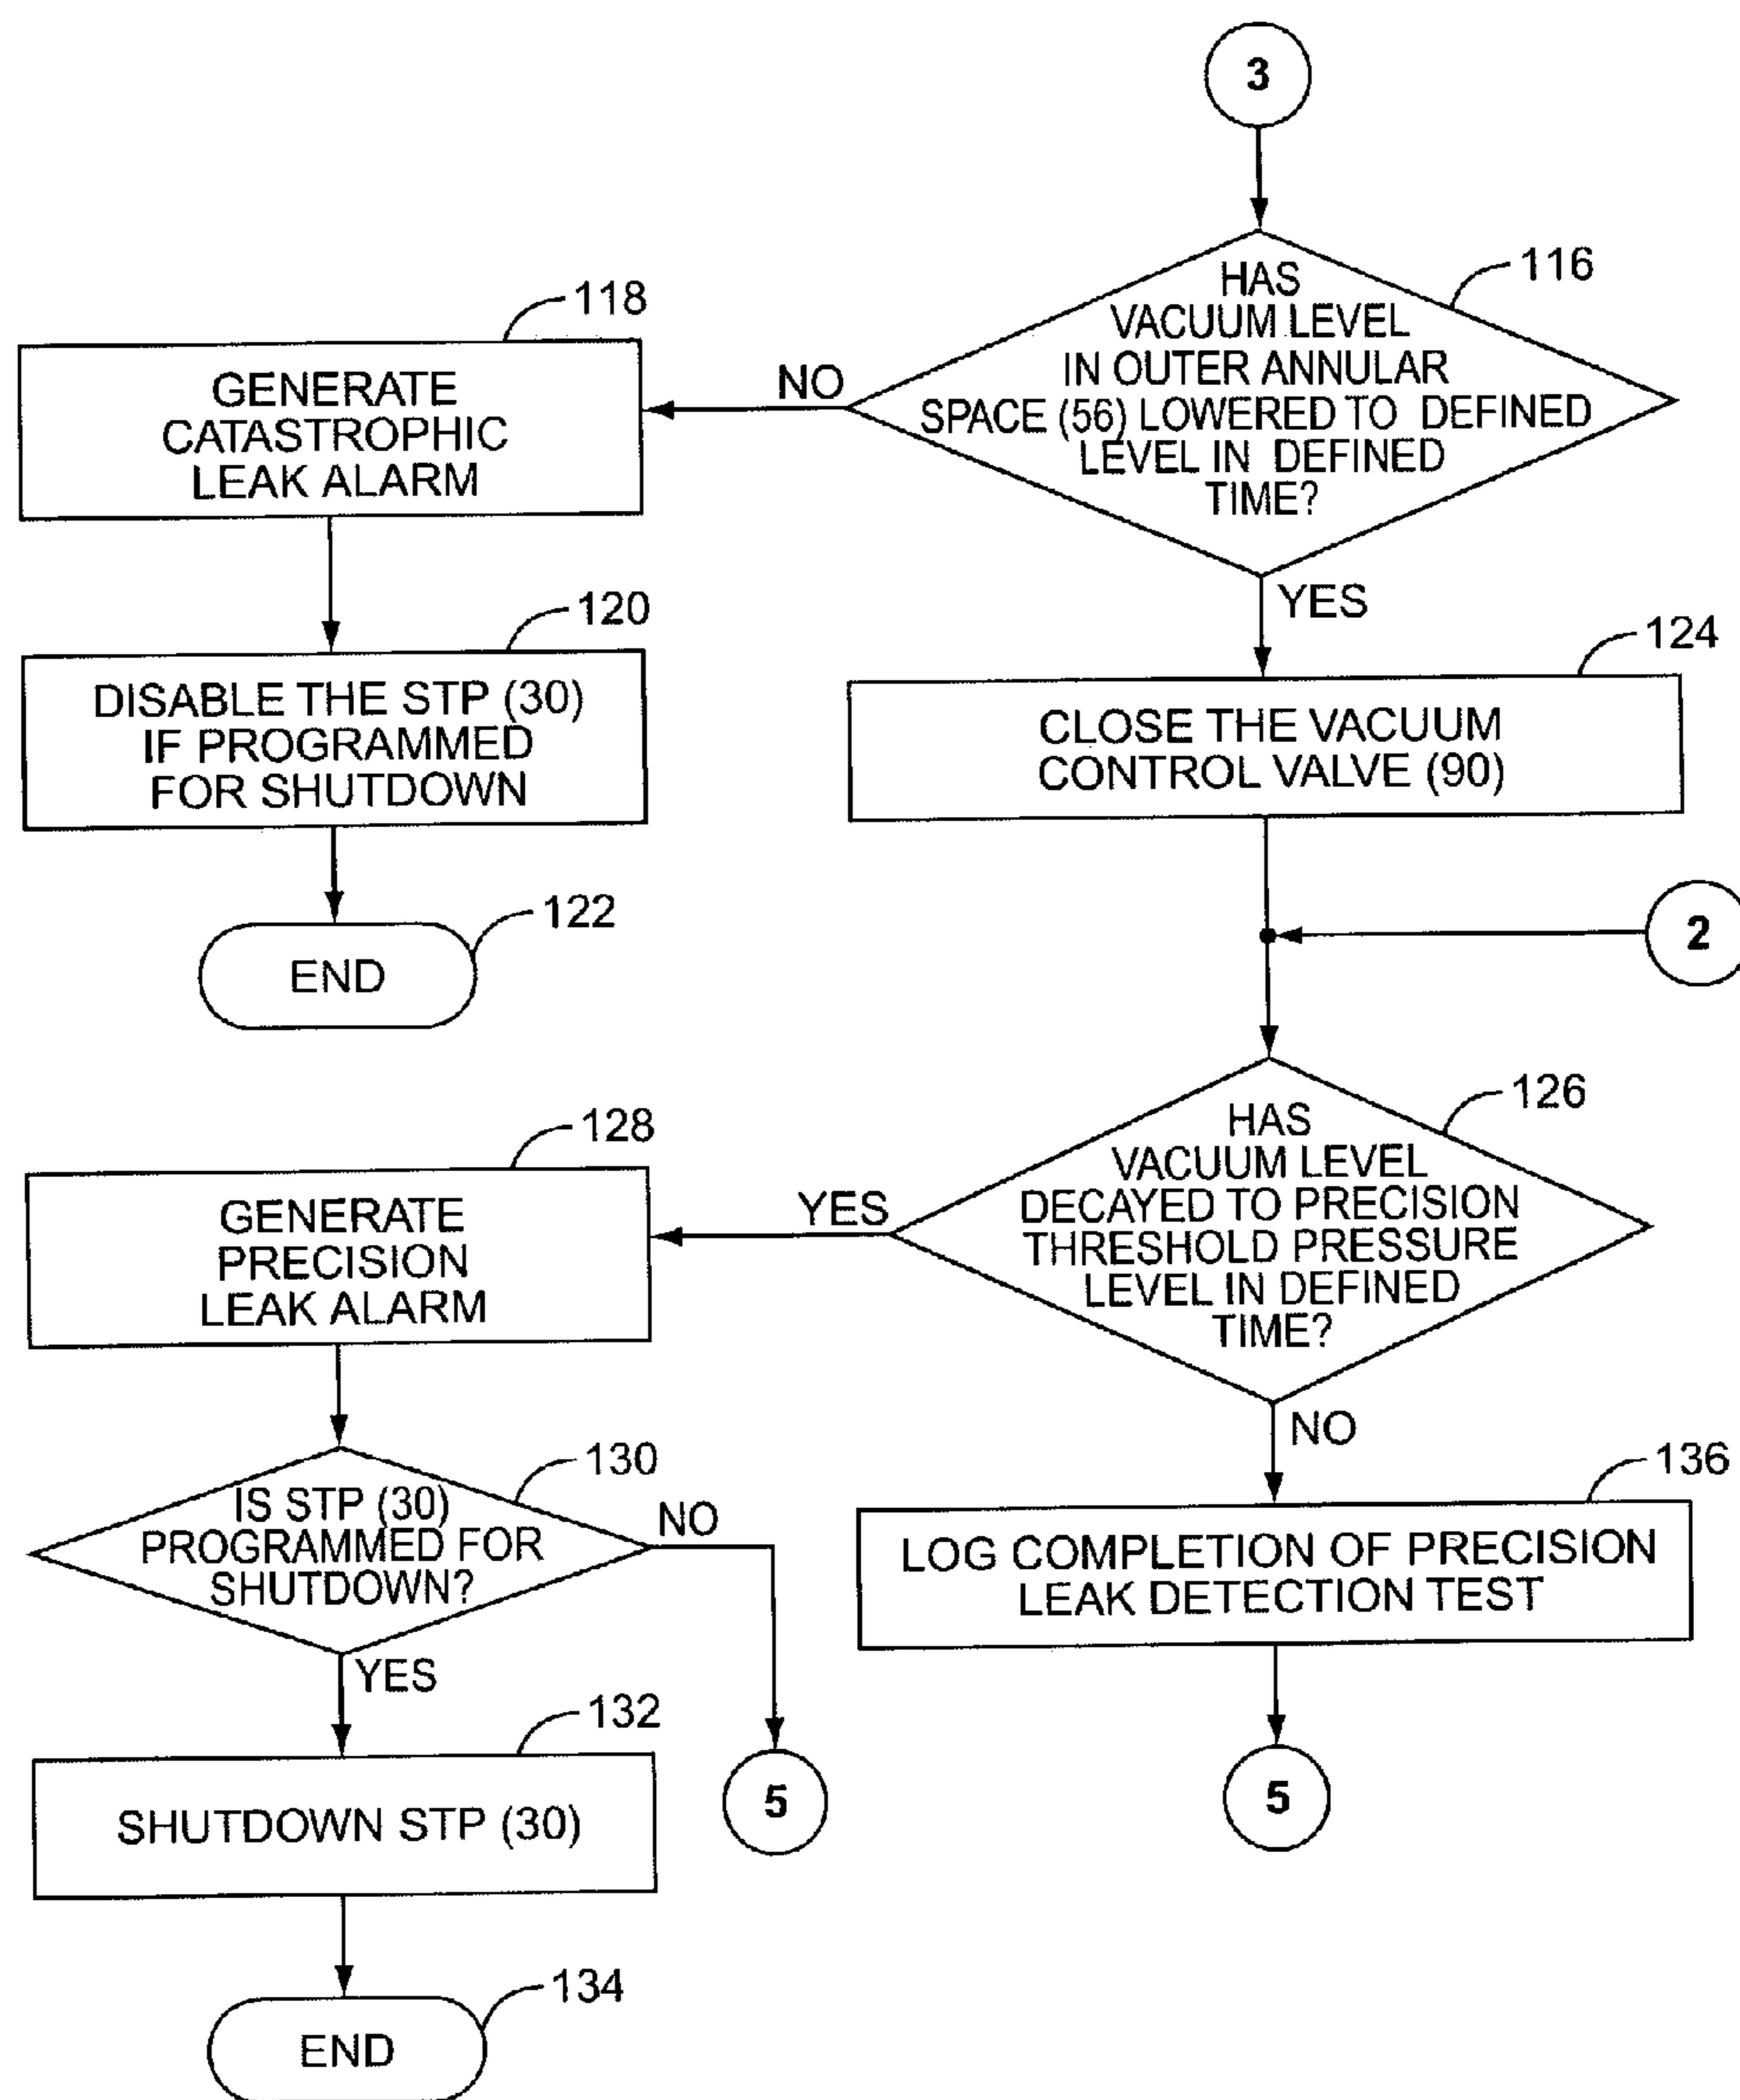 3
116
HAS
VACUUM LEVEL
IN OUTER ANNULAR
SPACE (56) LOWERED TO DEFINED
LEVEL IN DEFINED
TIME?
NO
YES
118
GENERATE
CATASTROPHIC
LEAK ALARM
120
DISABLE THE STP (30)
IF PROGRAMMED
FOR SHUTDOWN
122
END
124
CLOSE THE VACUUM
CONTROL VALVE (90)
2
126
HAS
VACUUM LEVEL
DECAYED TO PRECISION
THRESHOLD PRESSURE
LEVEL IN DEFINED
TIME?
YES
NO
128
GENERATE
PRECISION
LEAK ALARM
130
IS STP (30)
PROGRAMMED FOR
SHUTDOWN?
NO
YES
5
132
SHUTDOWN STP (30)
134
END
136
LOG COMPLETION OF PRECISION
LEAK DETECTION TEST
5